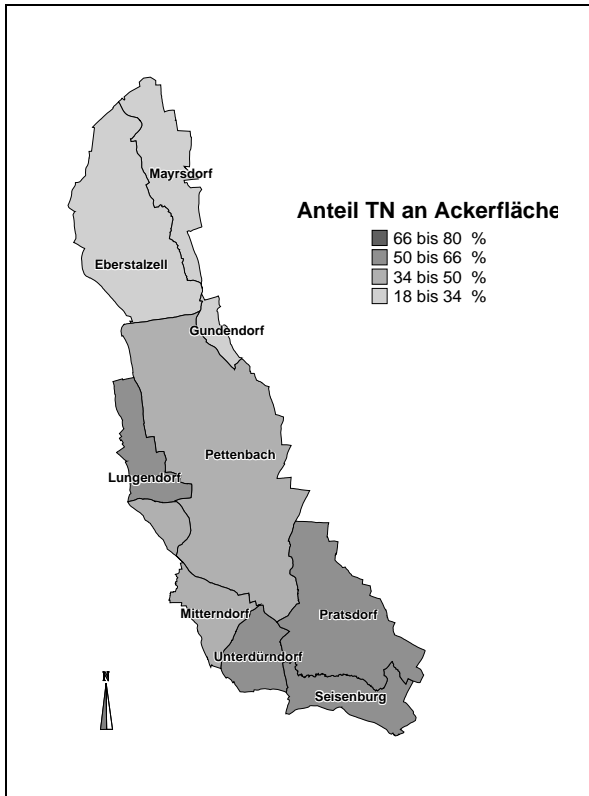 Mayrsdorf
Anteil TN an Ackerfläche
66 bis 80 %
50 bis 66 %
34 bis 50 %
18 bis 34 %
Eberstalzell
Gundendorf
Pettenbach
Lungendorf
Mitterndorf
Pratsdorf
Unterdürndorf
Seisenburg
N